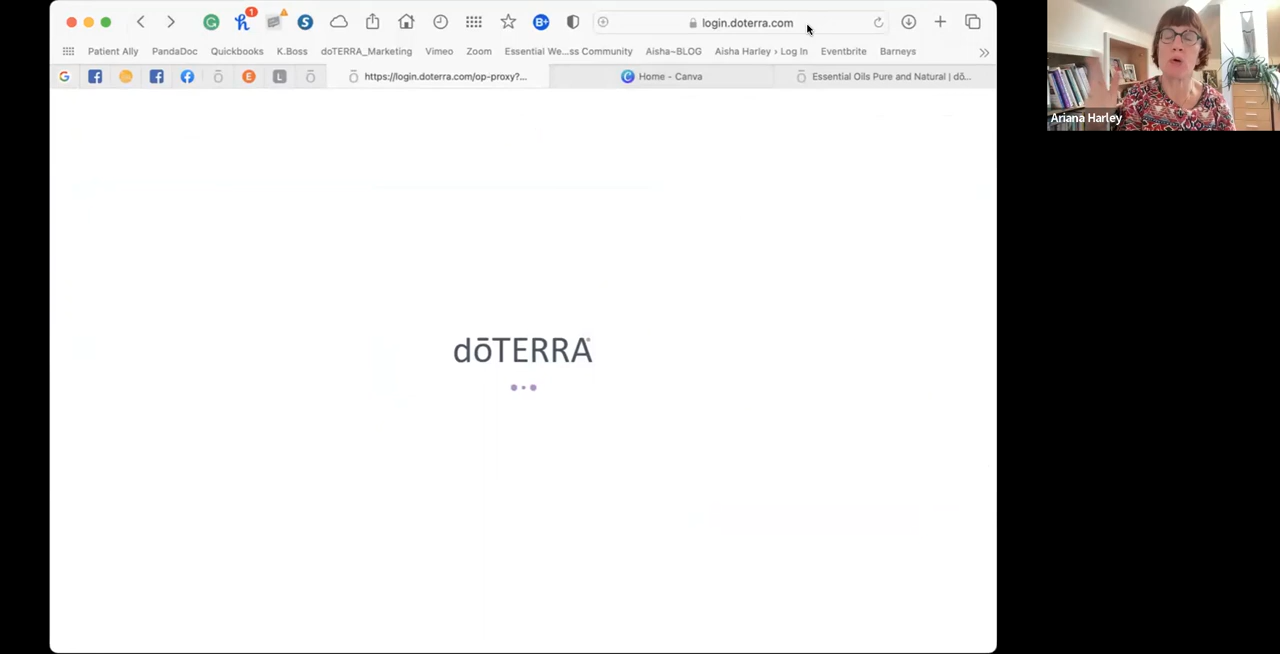 1
login.doterra.com
Patient Ally PandaDoc Quickbooks K.Boss doTERRA_Marketing Vimeo Zoom Essential We...ss Community Aisha~BLOG Aisha Harley › Log In Eventbrite Barneys
https://login.doterra.com/op-proxy?... Home - Canva Essential Oils Pure and Natural | dō...
Ariana Harley
dōTERRA